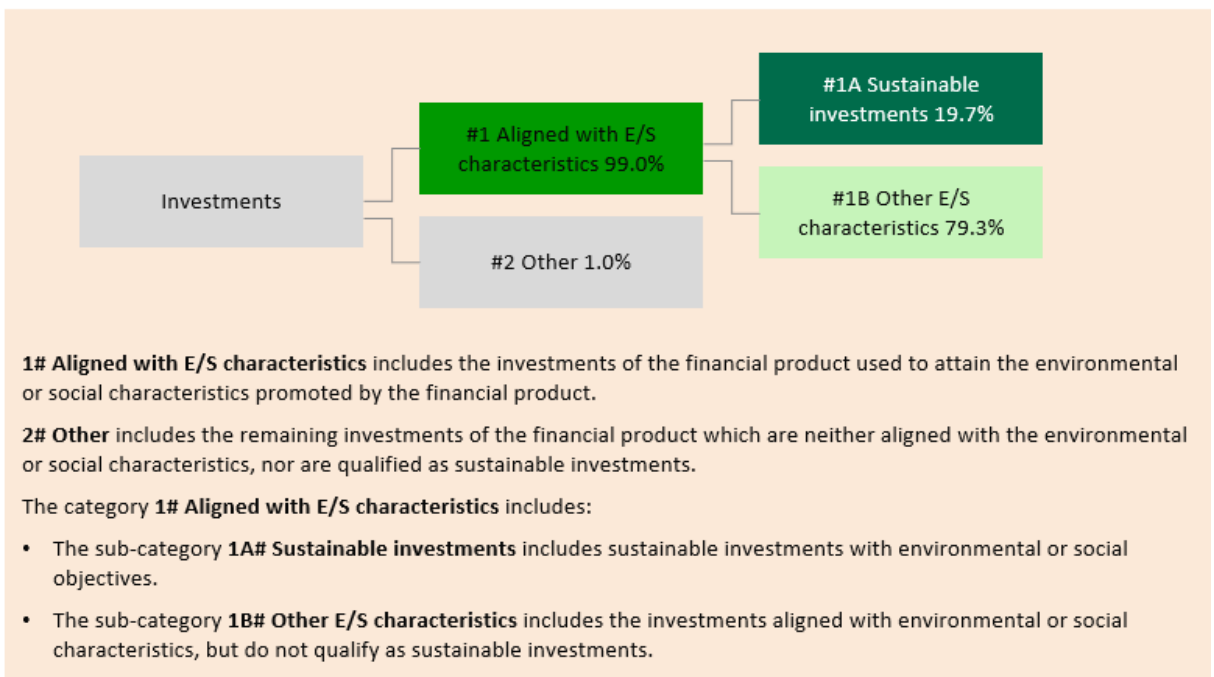 #1A Sustainable
investments 19.7%
#1 Aligned with E/S
characteristics 99.0%
Investments
#1B Other E/S
characteristics 79.3%
#2 Other 1.0%
1# Aligned with E/S characteristics includes the investments of the financial product used to attain the environmental
or social characteristics promoted by the financial product.
2# Other includes the remaining investments of the financial product which are neither aligned with the environmental
or social characteristics, nor are qualified as sustainable investments.
The category 1# Aligned with E/S characteristics includes:
• The sub-category 1A# Sustainable investments includes sustainable investments with environmental or social
objectives.
• The sub-category 1B# Other E/S characteristics includes the investments aligned with environmental or social
characteristics, but do not qualify as sustainable investments.